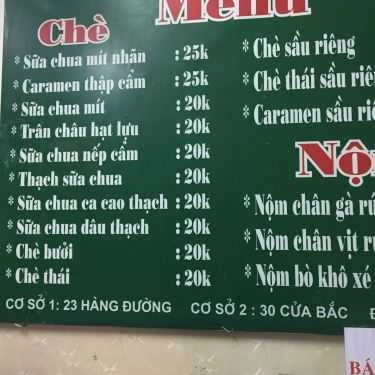 Menu
Chè
* Sữa chua mít nhãn : 25k
* Caramen thập cẩm : 25k
* Sữa chua mít : 20k
* Trân châu hạt lựu : 20k
* Sữa chua nếp cẩm : 20k
* Thạch sữa chua : 20k
* Sữa chua ca cao thạch : 20k
* Sữa chua dâu thạch : 20k
* Chè bưởi : 20k
* Chè thái : 20k
* Chè sầu riêng
* Chè thái sầu riê
* Caramen sầu riê
Nộm
* Nộm chân gà rú
* Nộm chân vịt rú
* Nộm bò khô xé
CƠ SỞ 1: 23 HÀNG ĐƯỜNG CƠ SỞ 2 : 30 CỬA BẮC
BÁ